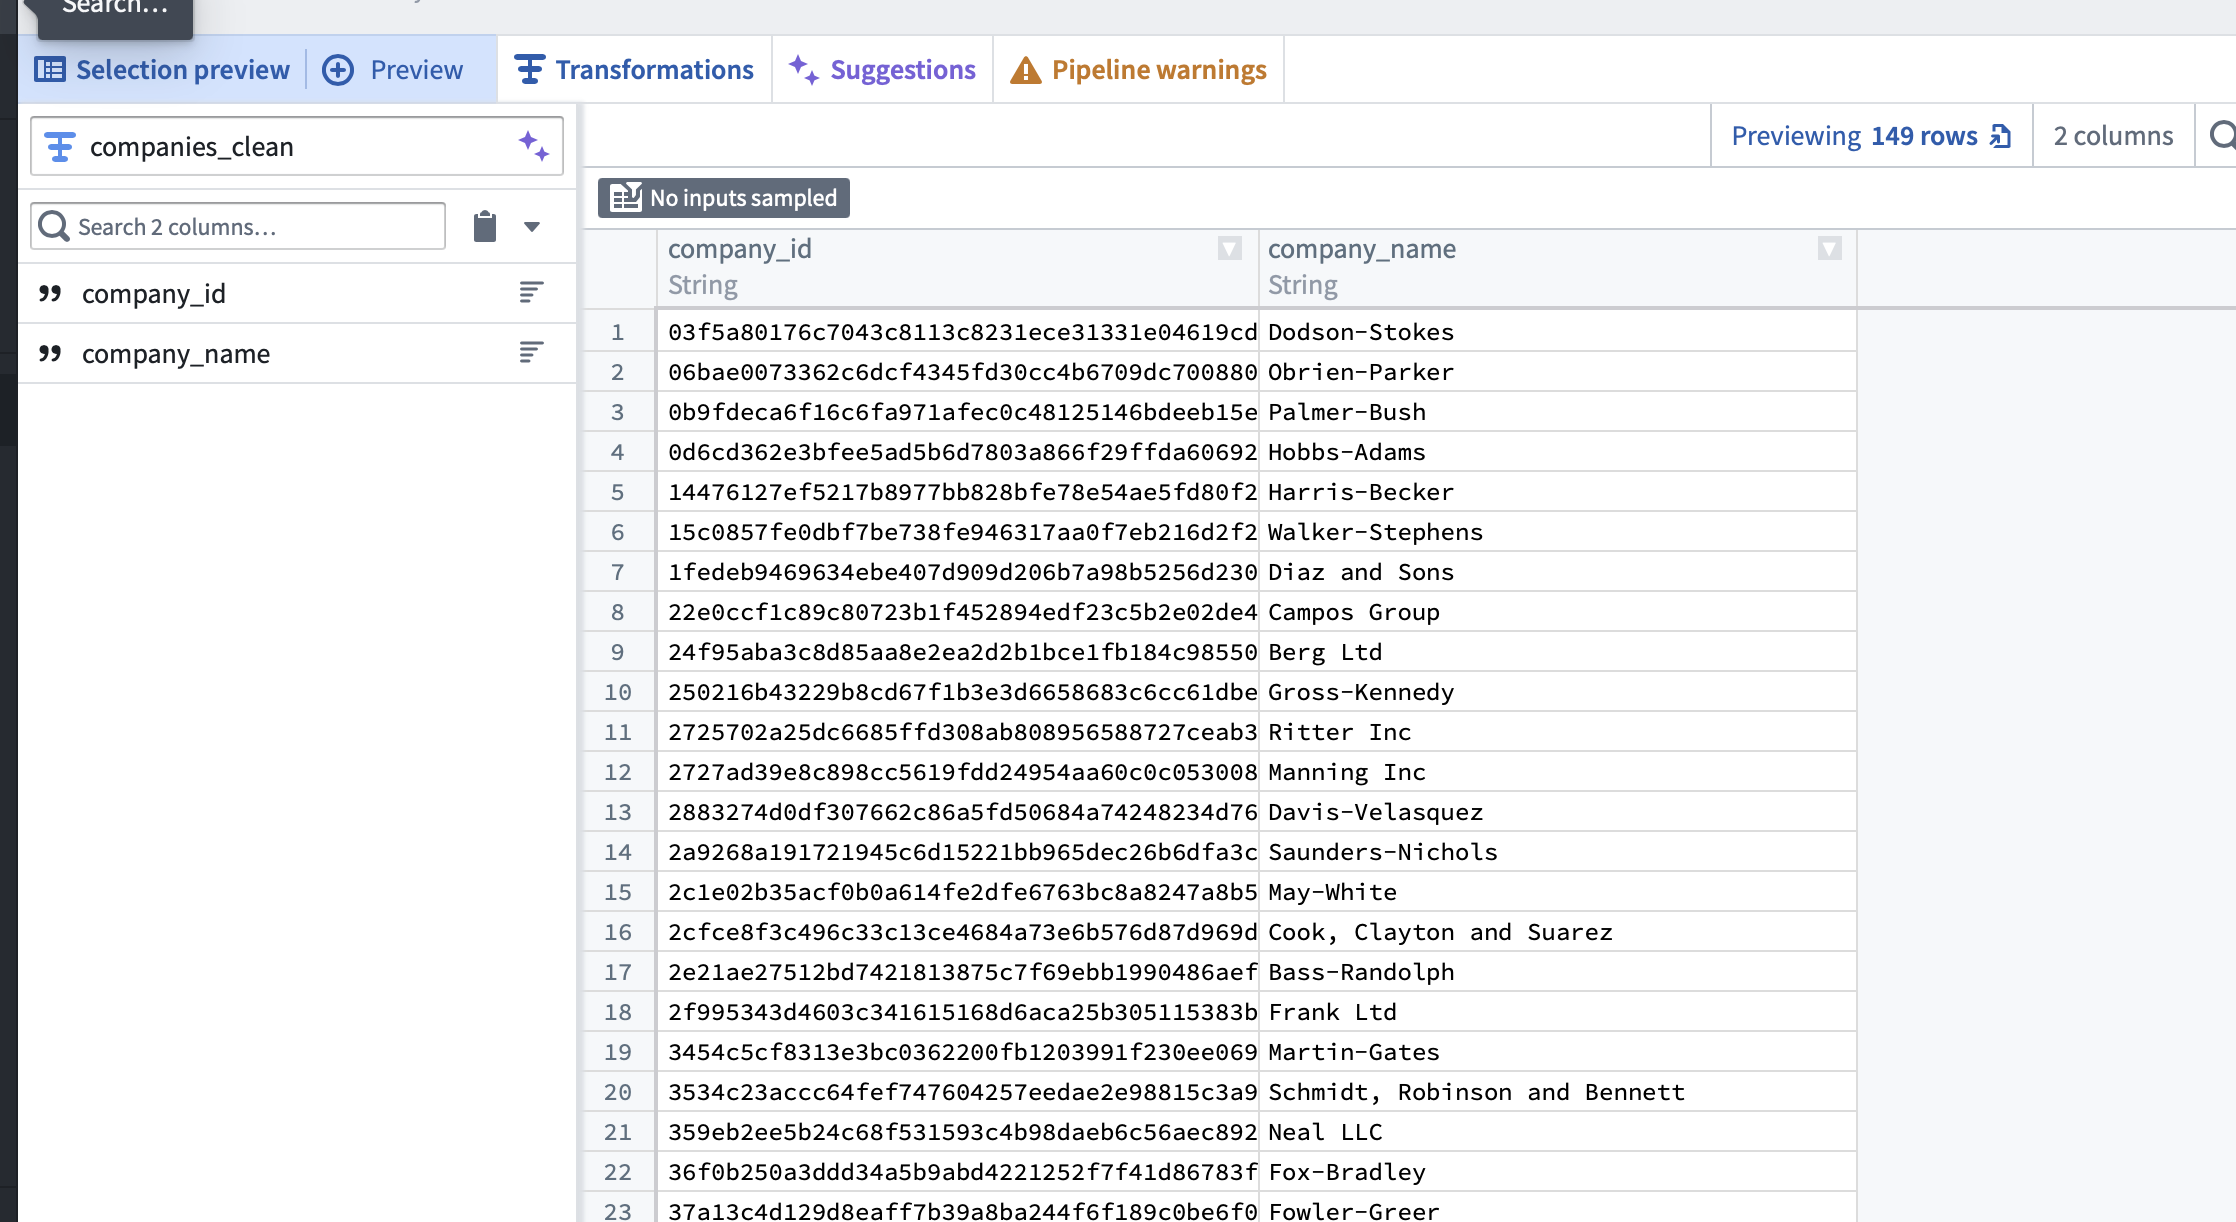 Search…
Selection preview
Preview
Transformations
Suggestions
Pipeline warnings
companies_clean
Previewing 149 rows
2 columns
Search 2 columns…
No inputs sampled
company_id
company_name
company_id company_name
String String
1 03f5a80176c7043c8113c8231ece31331e04619cd Dodson-Stokes
2 06bae0073362c6dcf4345fd30cc4b6709dc700880 Obrien-Parker
3 0b9fdeca6f16c6fa971afec0c48125146bdeeb15e Palmer-Bush
4 0d6cd362e3bfee5ad5b6d7803a866f29ffda60692 Hobbs-Adams
5 14476127ef5217b8977bb828bfe78e54ae5fd80f2 Harris-Becker
6 15c0857fe0dbf7be738fe946317aa0f7eb216d2f2 Walker-Stephens
7 1fedeb9469634ebe407d909d206b7a98b5256d230 Diaz and Sons
8 22e0ccf1c89c80723b1f452894edf23c5b2e02de4 Campos Group
9 24f95aba3c8d85aa8e2ea2d2b1bce1fb184c98550 Berg Ltd
10 250216b43229b8cd67f1b3e3d6658683c6cc61dbe Gross-Kennedy
11 2725702a25dc6685ffd308ab808956588727ceab3 Ritter Inc
12 2727ad39e8c898cc5619fdd24954aa60c0c053008 Manning Inc
13 2883274d0df307662c86a5fd50684a74248234d76 Davis-Velasquez
14 2a9268a191721945c6d15221bb965dec26b6dfa3c Saunders-Nichols
15 2c1e02b35acf0b0a614fe2dfe6763bc8a8247a8b5 May-White
16 2cfce8f3c496c33c13ce4684a73e6b576d87d969d Cook, Clayton and Suarez
17 2e21ae27512bd7421813875c7f69ebb1990486aef Bass-Randolph
18 2f995343d4603c341615168d6aca25b305115383b Frank Ltd
19 3454c5cf8313e3bc0362200fb1203991f230ee069 Martin-Gates
20 3534c23accc64fef747604257eedae2e98815c3a9 Schmidt, Robinson and Bennett
21 359eb2ee5b24c68f531593c4b98daeb6c56aec892 Neal LLC
22 36f0b250a3ddd34a5b9abd4221252f7f41d86783f Fox-Bradley
23 37a13c4d129d8eaff7b39a8ba244f6f189c0be6f0 Fowler-Greer